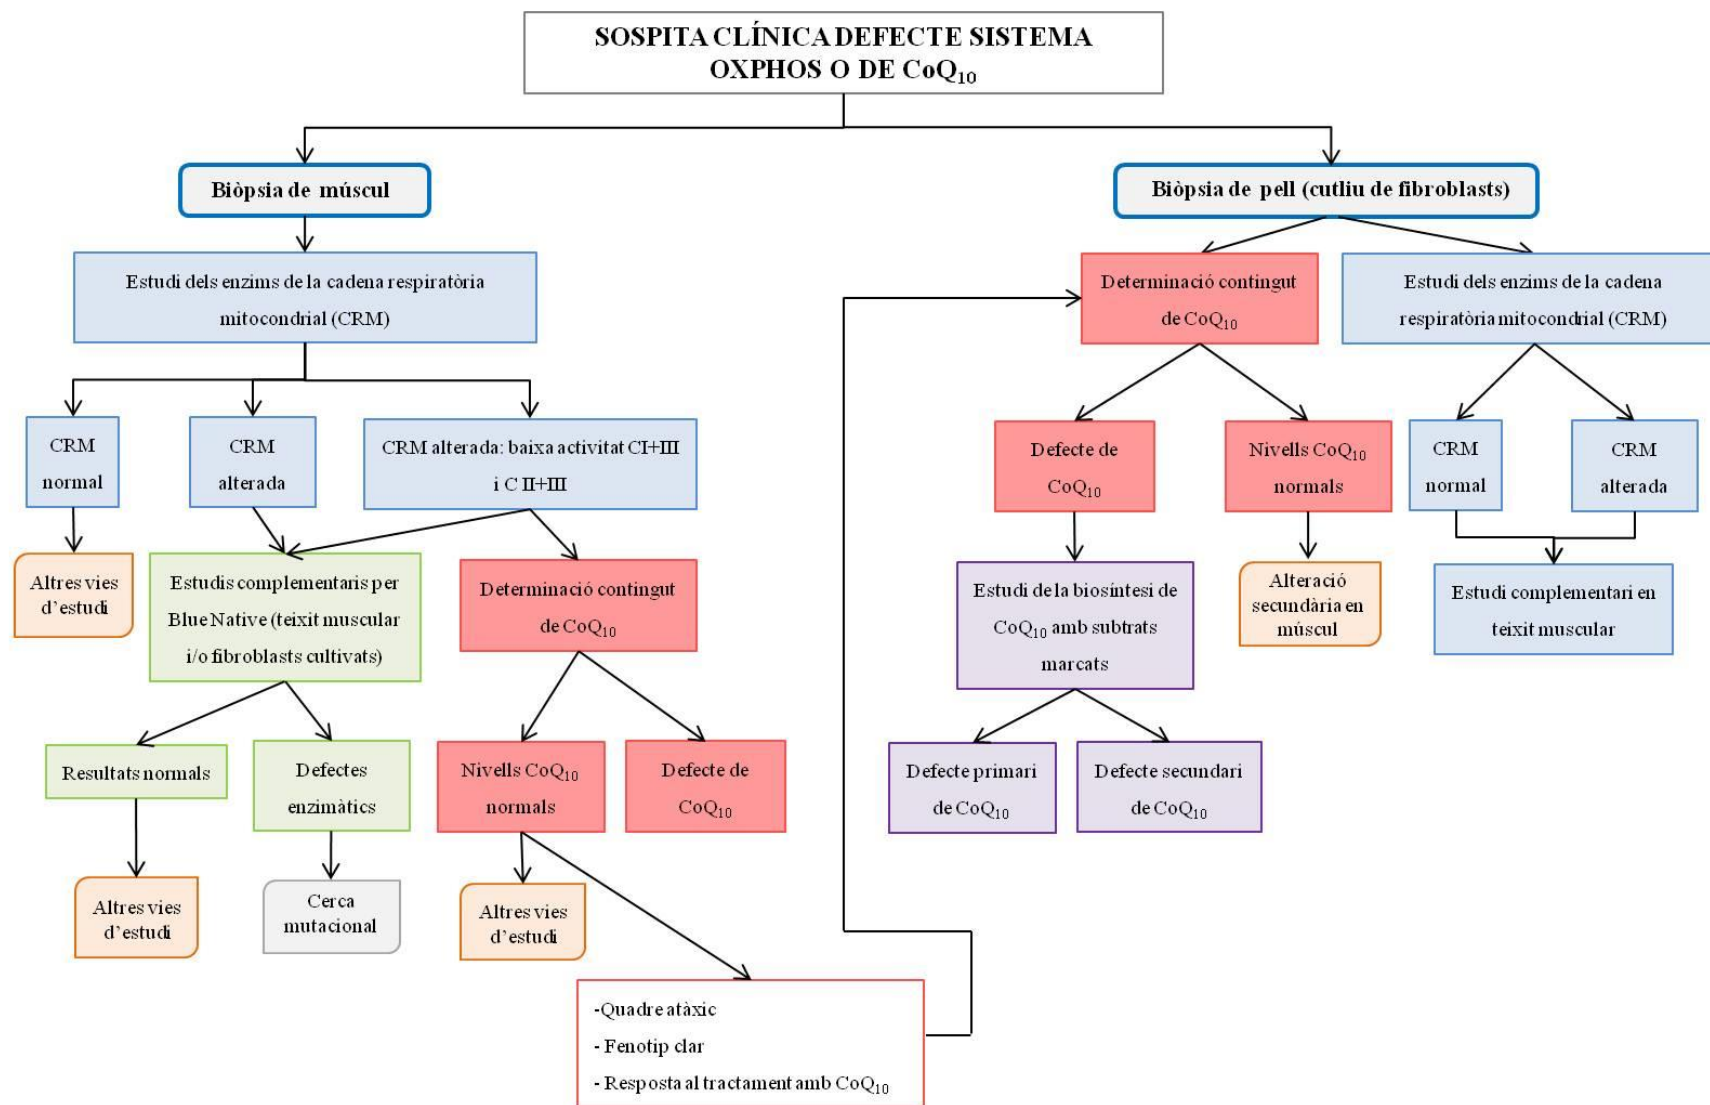 SOSPITA CLÍNICA DEFECTE SISTEMA
OXPHOS O DE CoQ₁₀
Biòpsia de múscul
Biòpsia de pell (cutliu de fibroblasts)
Estudi dels enzims de la cadena respiratòria
mitocondrial (CRM)
Determinació contingut
de CoQ₁₀
Estudi dels enzims de la cadena
respiratòria mitocondrial (CRM)
CRM
normal
CRM
alterada
CRM alterada: baixa activitat CI+III
i C II+III
Defecte de
CoQ₁₀
Nivells CoQ₁₀
normals
CRM
normal
CRM
alterada
Altres vies
d’estudi
Estudis complementaris per
Blue Native (teixit muscular
i/o fibroblasts cultivats)
Determinació contingut
de CoQ₁₀
Estudi de la biosíntesi de
CoQ₁₀ amb subtrats
marcats
Alteració
secundària en
múscul
Estudi complementari en
teixit muscular
Resultats normals
Defectes
enzimàtics
Nivells CoQ₁₀
normals
Defecte de
CoQ₁₀
Defecte primari
de CoQ₁₀
Defecte secundari
de CoQ₁₀
Altres vies
d’estudi
Cerca
mutacional
Altres vies
d’estudi
-Quadre atàxic
- Fenotip clar
- Resposta al tractament amb CoQ₁₀